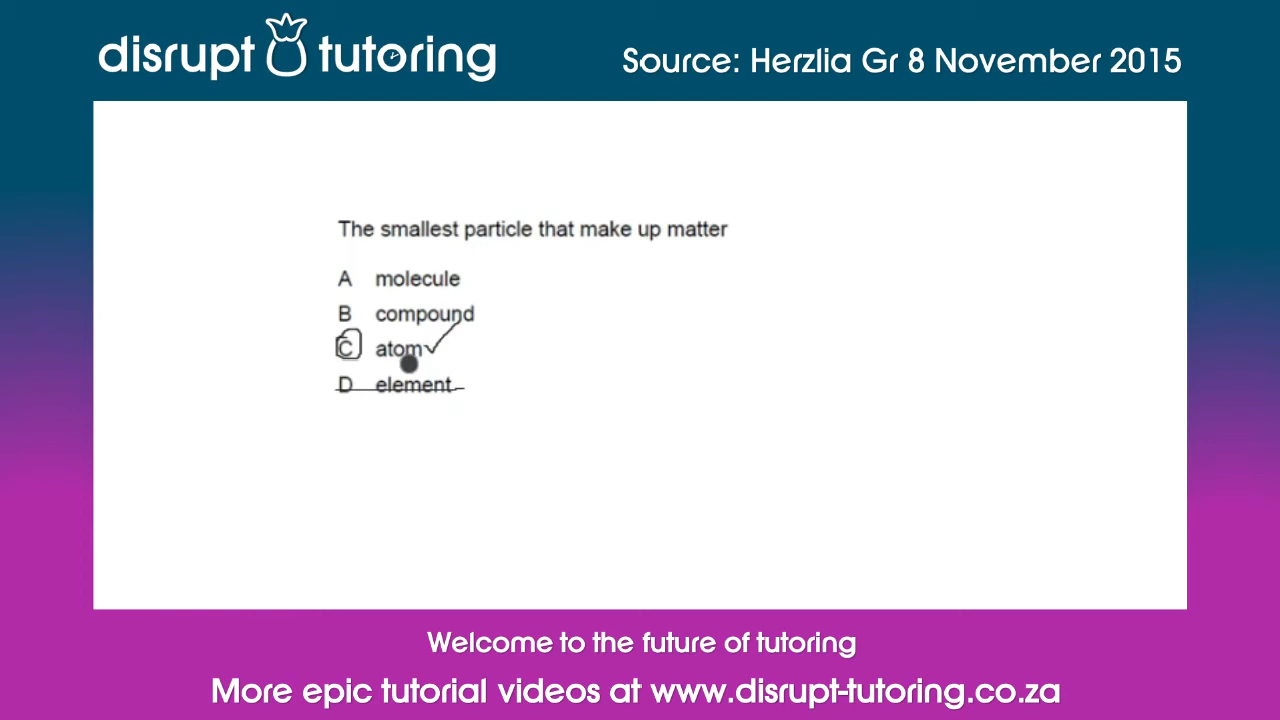 disrupt tutoring
Source: Herzlia Gr 8 November 2015
The smallest particle that make up matter
A molecule
B compound
C atom
D element
Welcome to the future of tutoring
More epic tutorial videos at www.disrupt-tutoring.co.za